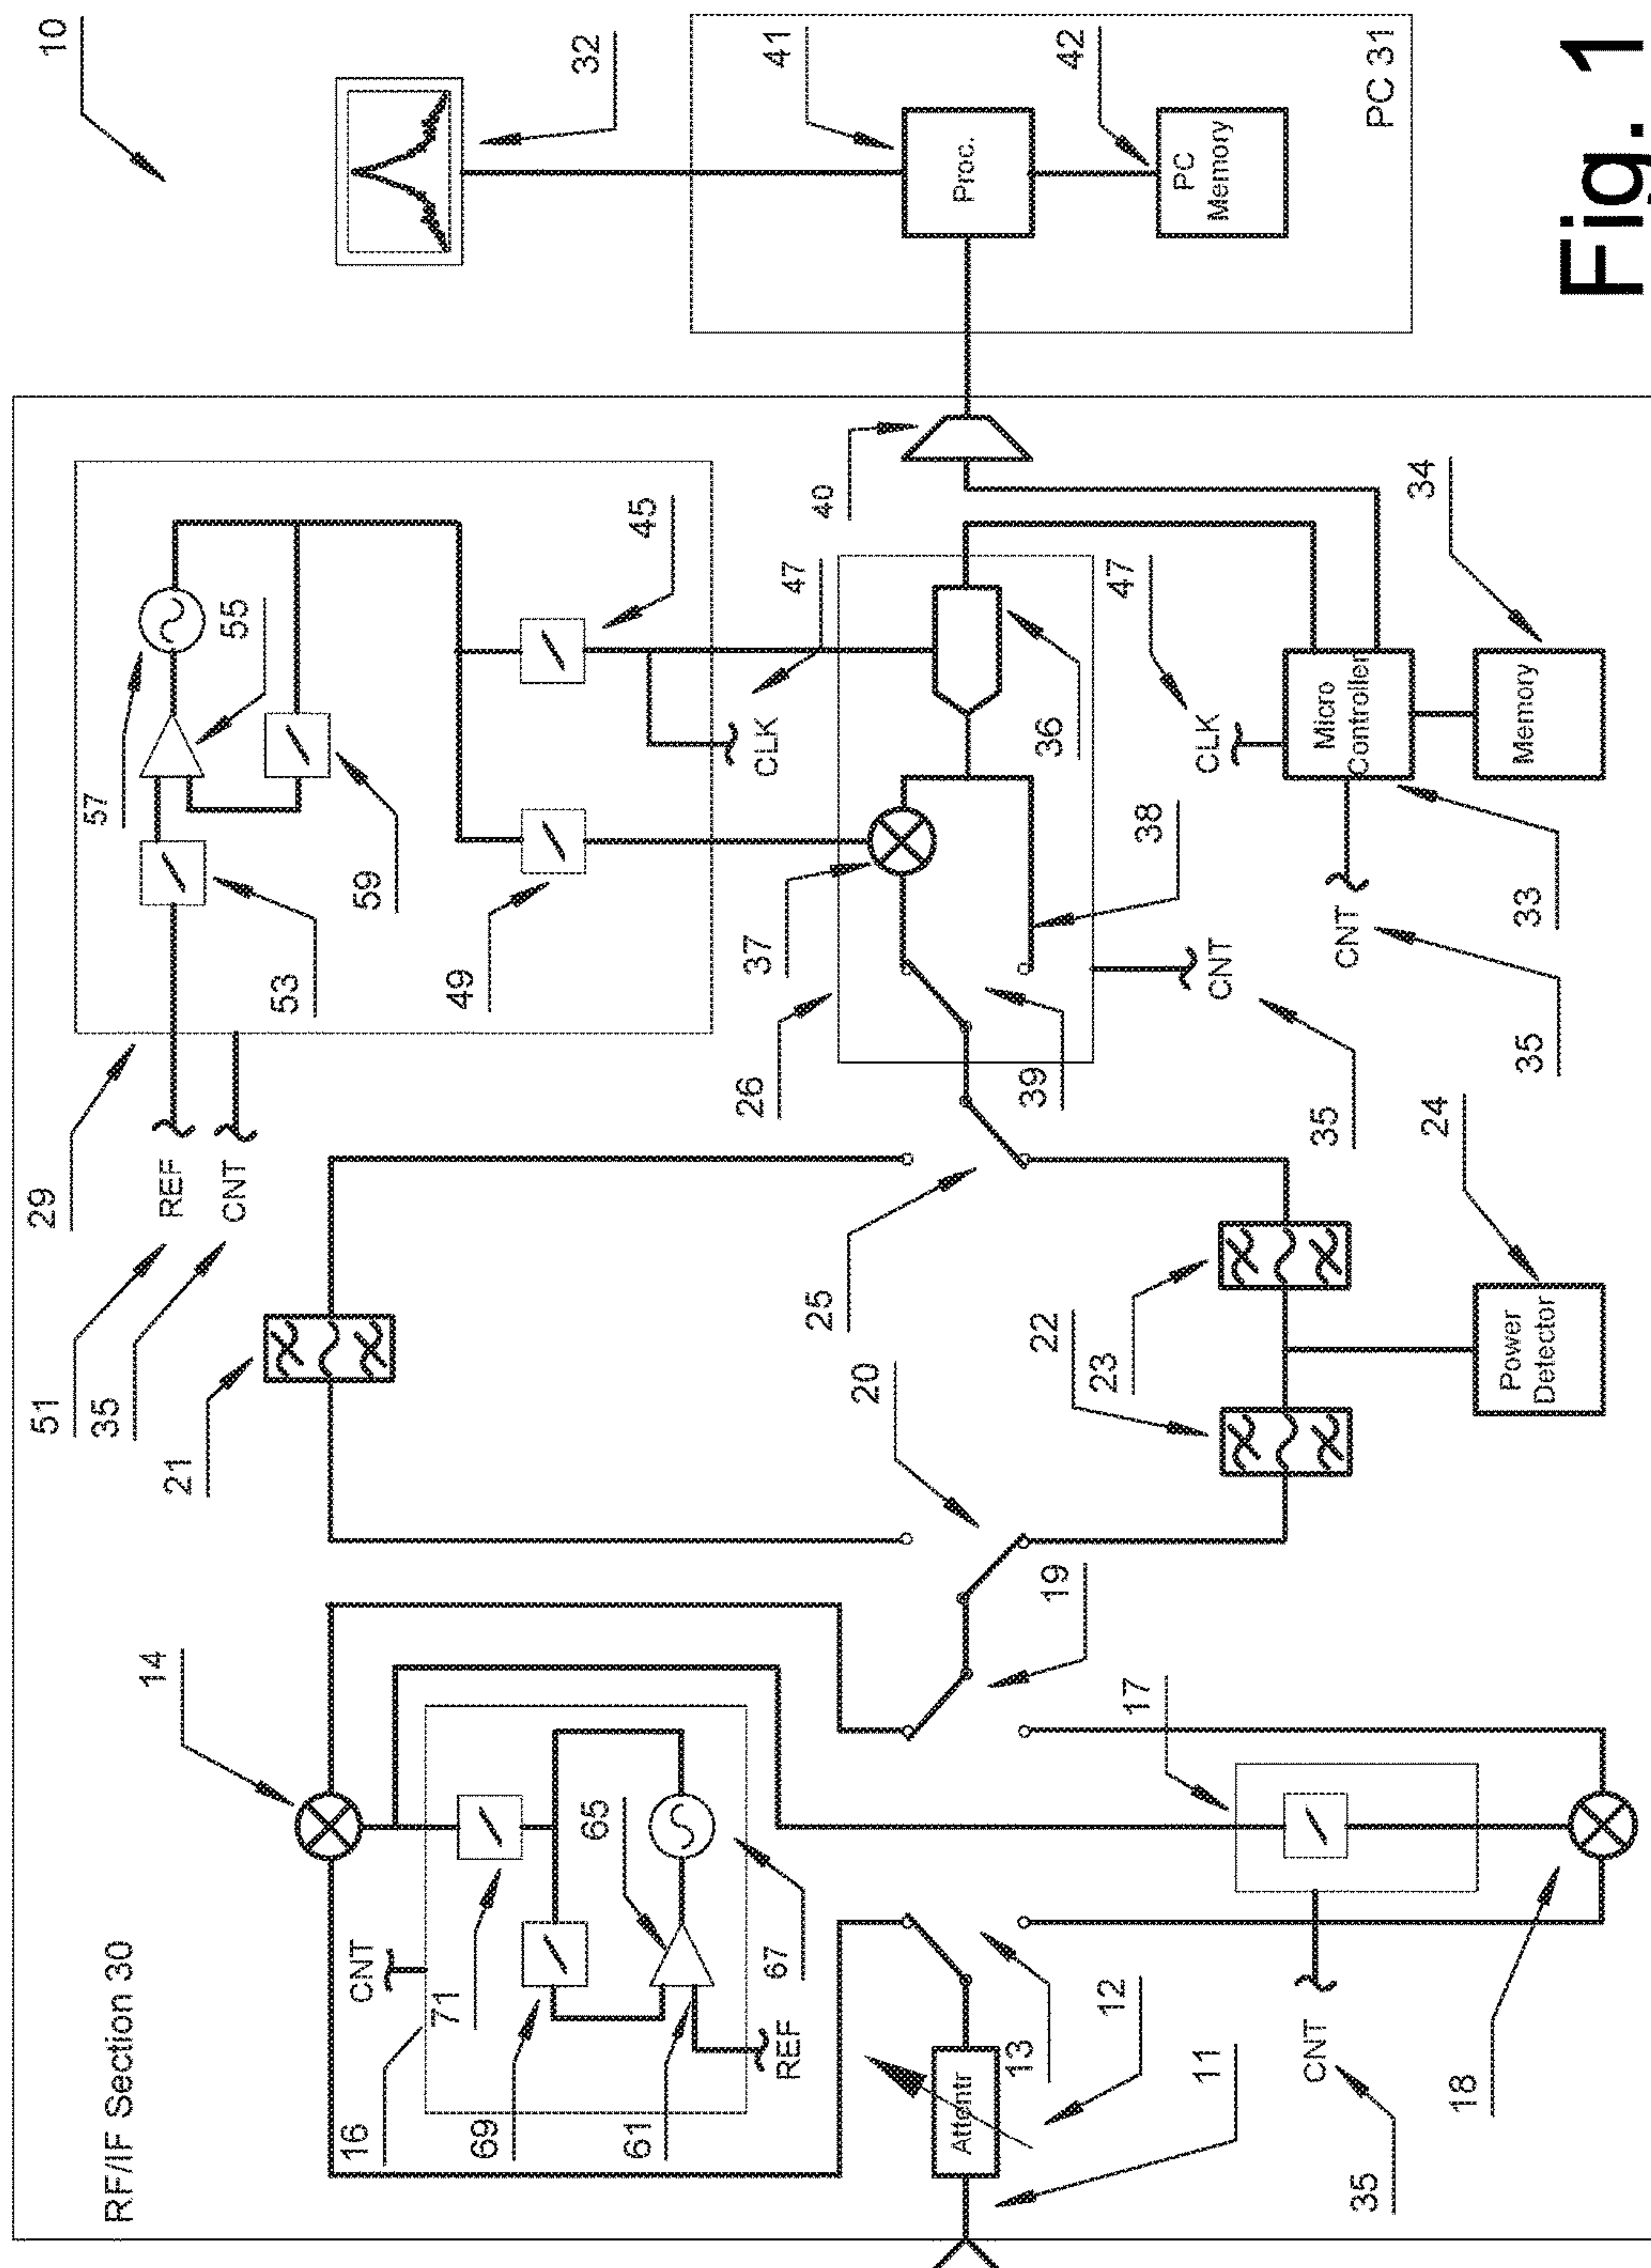 10
RF/IF Section 30
14
CNT
16
71
69
61
65
67
REF
13
12
11
17
18
CNT
35
Attentr
19
20
21
51
35
REF
CNT
29
22
23
24
Power
Detector
25
26
53
57
55
59
49
45
47
CLK
37
36
38
39
CNT
35
40
47
CLK
Micro
Controller
33
CNT
35
Memory
34
32
41
Proc.
42
PC
Memory
PC 31
Fig. 1